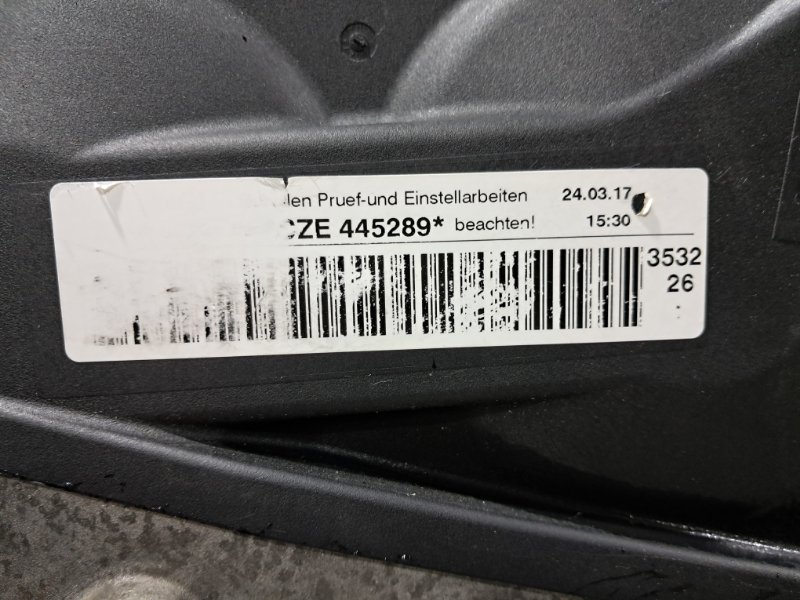 len Pruef-und Einstellarbeiten 24.03.17
CZE 445289* beachten! 15:30
3532
26